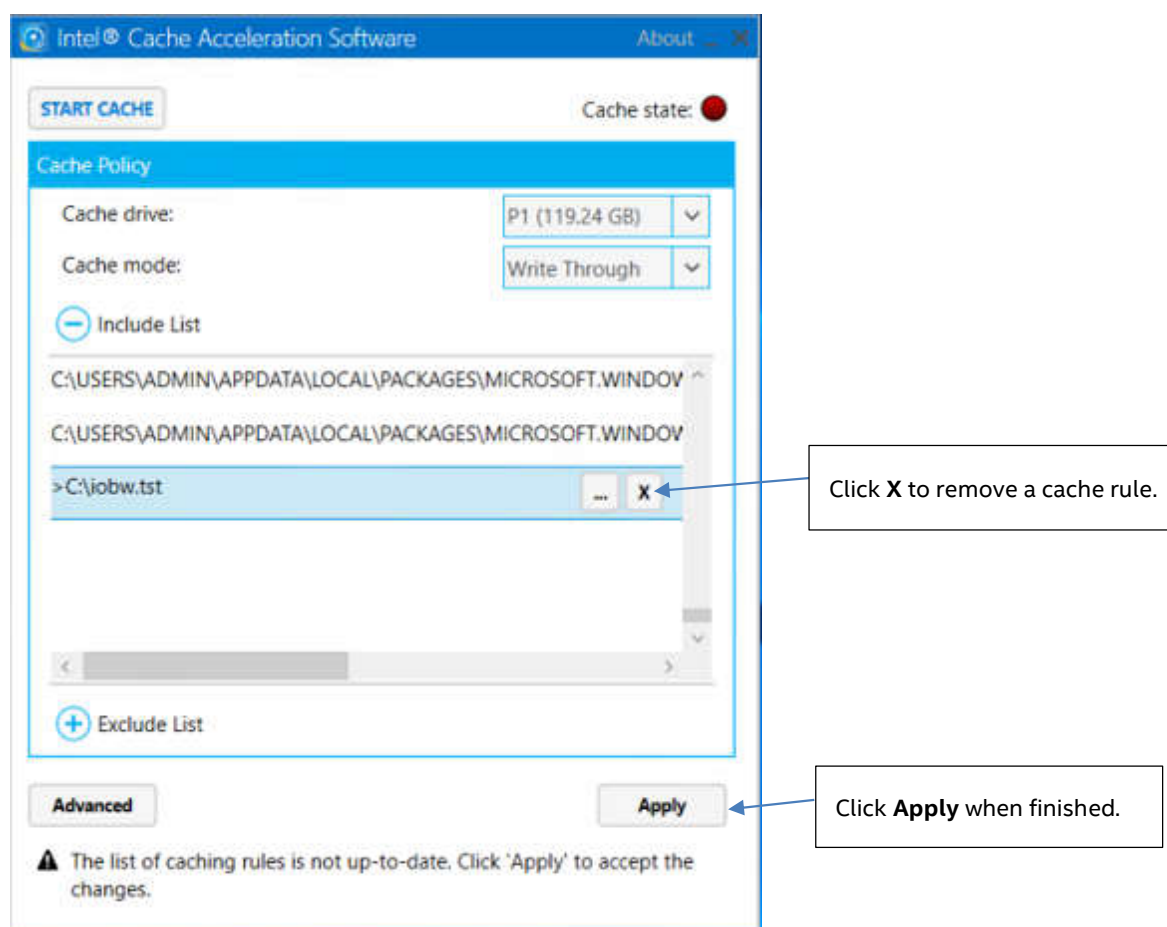 Intel® Cache Acceleration Software About
START CACHE Cache state:
Cache Policy
Cache drive: P1 (119.24 GB)
Cache mode: Write Through
Include List
C:\USERS\ADMIN\APPDATA\LOCAL\PACKAGES\MICROSOFT.WINDOW
C:\USERS\ADMIN\APPDATA\LOCAL\PACKAGES\MICROSOFT.WINDOW
>C:\iobw.tst ... X
Click X to remove a cache rule.
Exclude List
Advanced Apply
Click Apply when finished.
The list of caching rules is not up-to-date. Click `Apply' to accept the
changes.